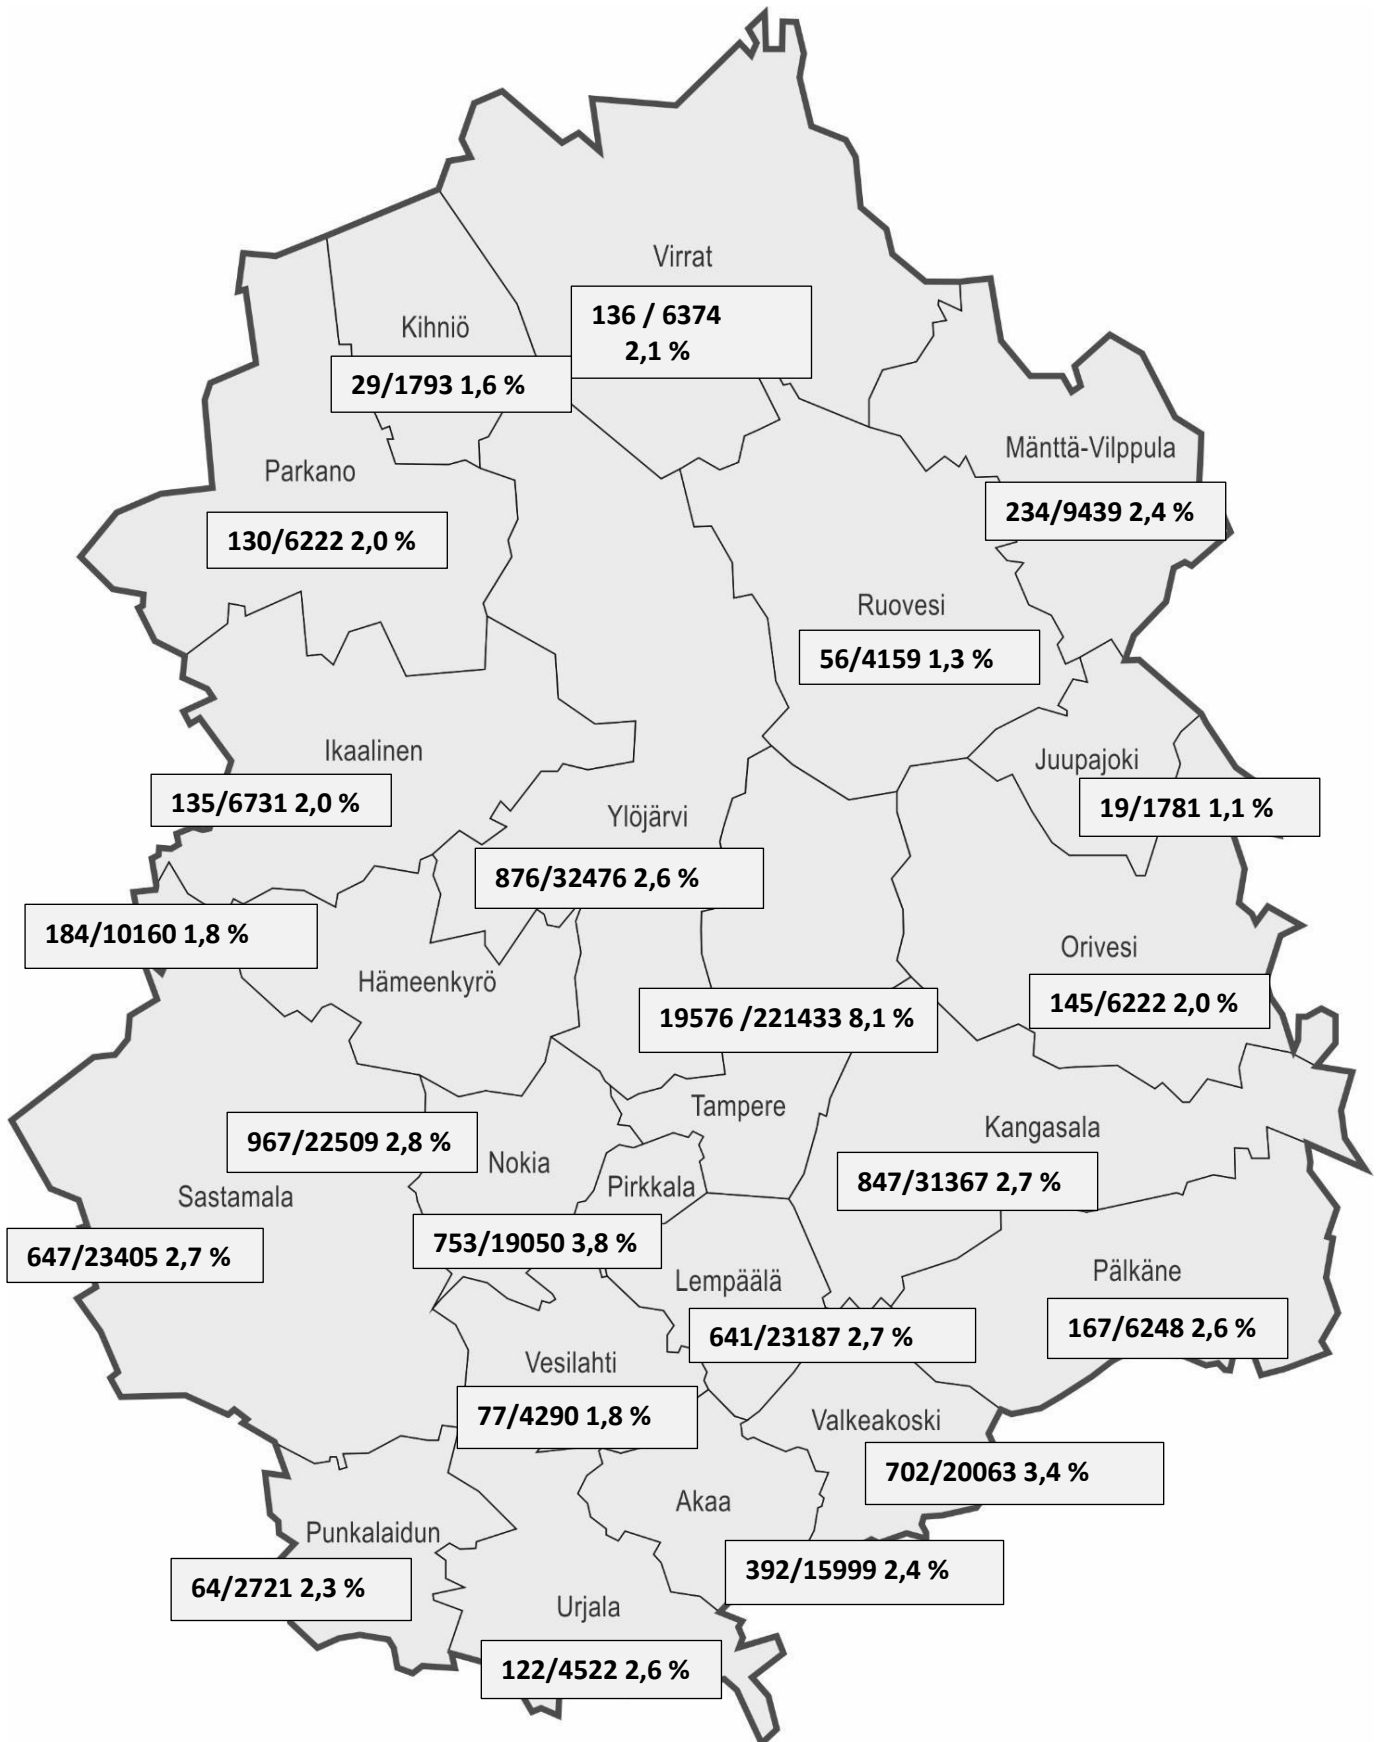 Virrat
136 / 6374
2,1 %
Kihniö
29/1793 1,6 %
Mänttä-Vilppula
234/9439 2,4 %
Parkano
130/6222 2,0 %
Ruovesi
56/4159 1,3 %
Ikaalinen
135/6731 2,0 %
Juupajoki
19/1781 1,1 %
Ylöjärvi
876/32476 2,6 %
184/10160 1,8 %
Hämeenkyrö
Orivesi
145/6222 2,0 %
19576 /221433 8,1 %
Tampere
Kangasala
847/31367 2,7 %
967/22509 2,8 %
Nokia
Pirkkala
753/19050 3,8 %
Sastamala
647/23405 2,7 %
Lempäälä
641/23187 2,7 %
Pälkäne
167/6248 2,6 %
Vesilahti
77/4290 1,8 %
Valkeakoski
702/20063 3,4 %
Akaa
392/15999 2,4 %
Punkalaidun
64/2721 2,3 %
Urjala
122/4522 2,6 %